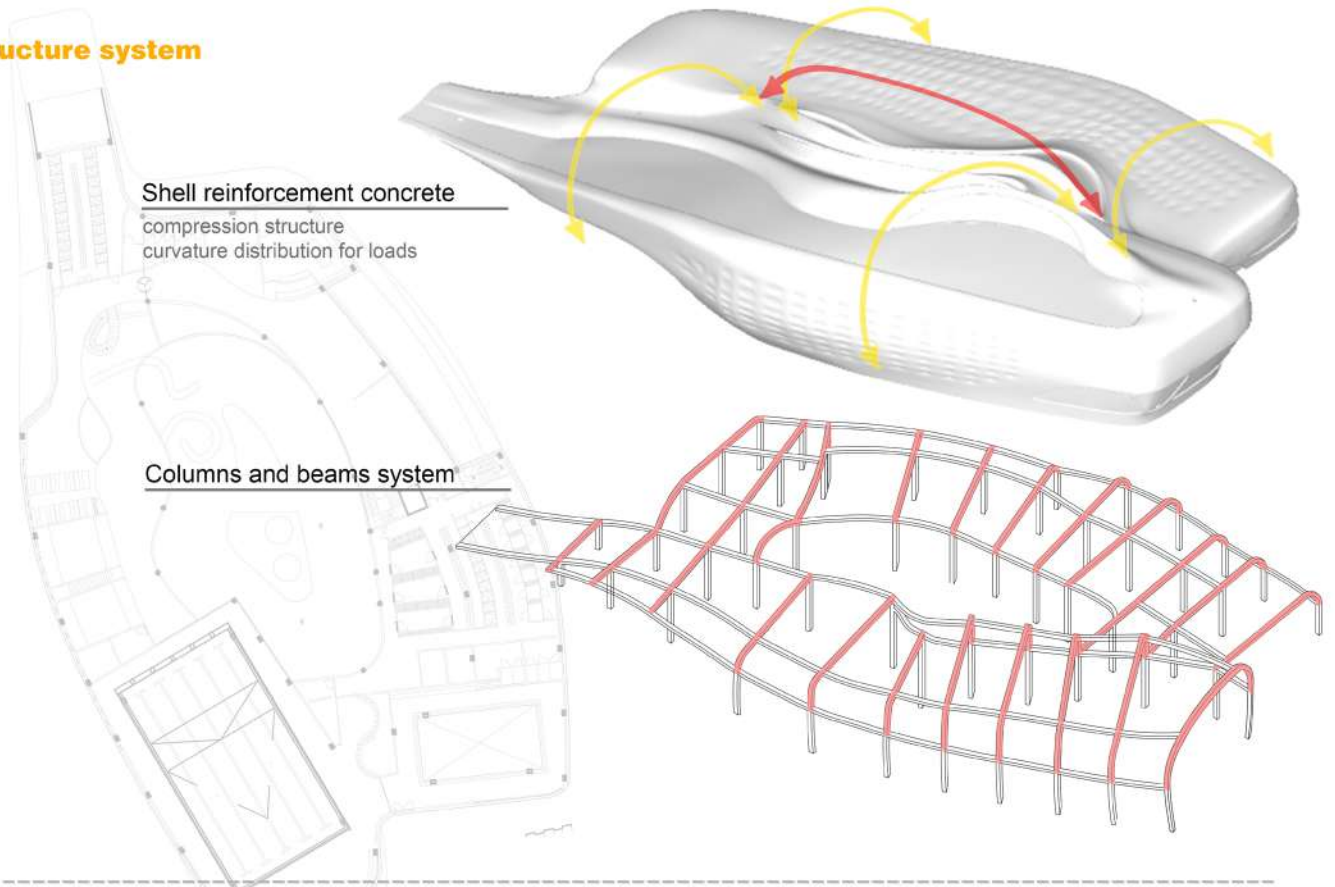 ucture system
Shell reinforcement concrete
compression structure
curvature distribution for loads
Columns and beams system